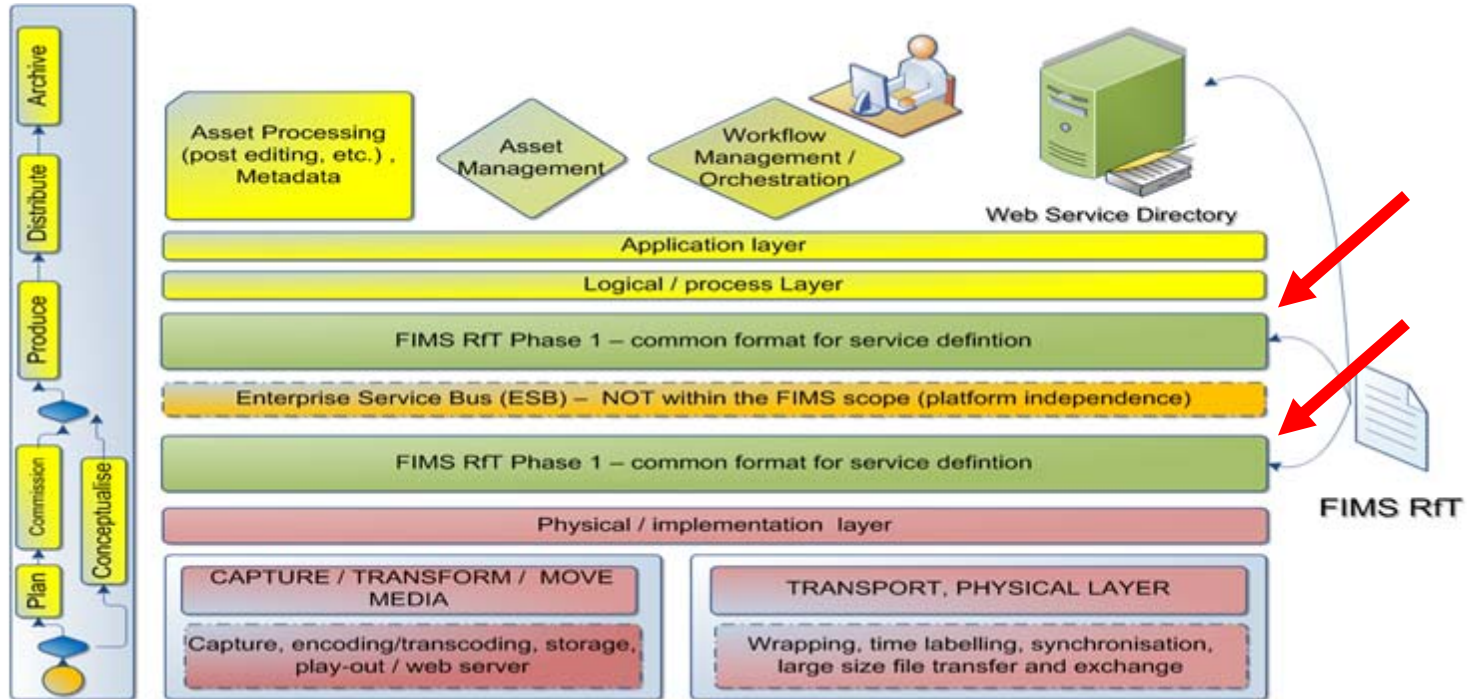 Archive
Distribute
Produce
Commission
Conceptualise
Plan
Asset Processing
(post editing, etc.) ,
Metadata
Asset
Management
Workflow
Management /
Orchestration
Web Service Directory
Application layer
Logical / process Layer
FIMS RfT Phase 1 – common format for service defintion
Enterprise Service Bus (ESB) – NOT within the FIMS scope (platform independence)
FIMS RfT Phase 1 – common format for service defintion
FIMS RfT
Physical / implementation layer
CAPTURE / TRANSFORM / MOVE
MEDIA
Capture, encoding/transcoding, storage,
play-out / web server
TRANSPORT, PHYSICAL LAYER
Wrapping, time labelling, synchronisation,
large size file transfer and exchange